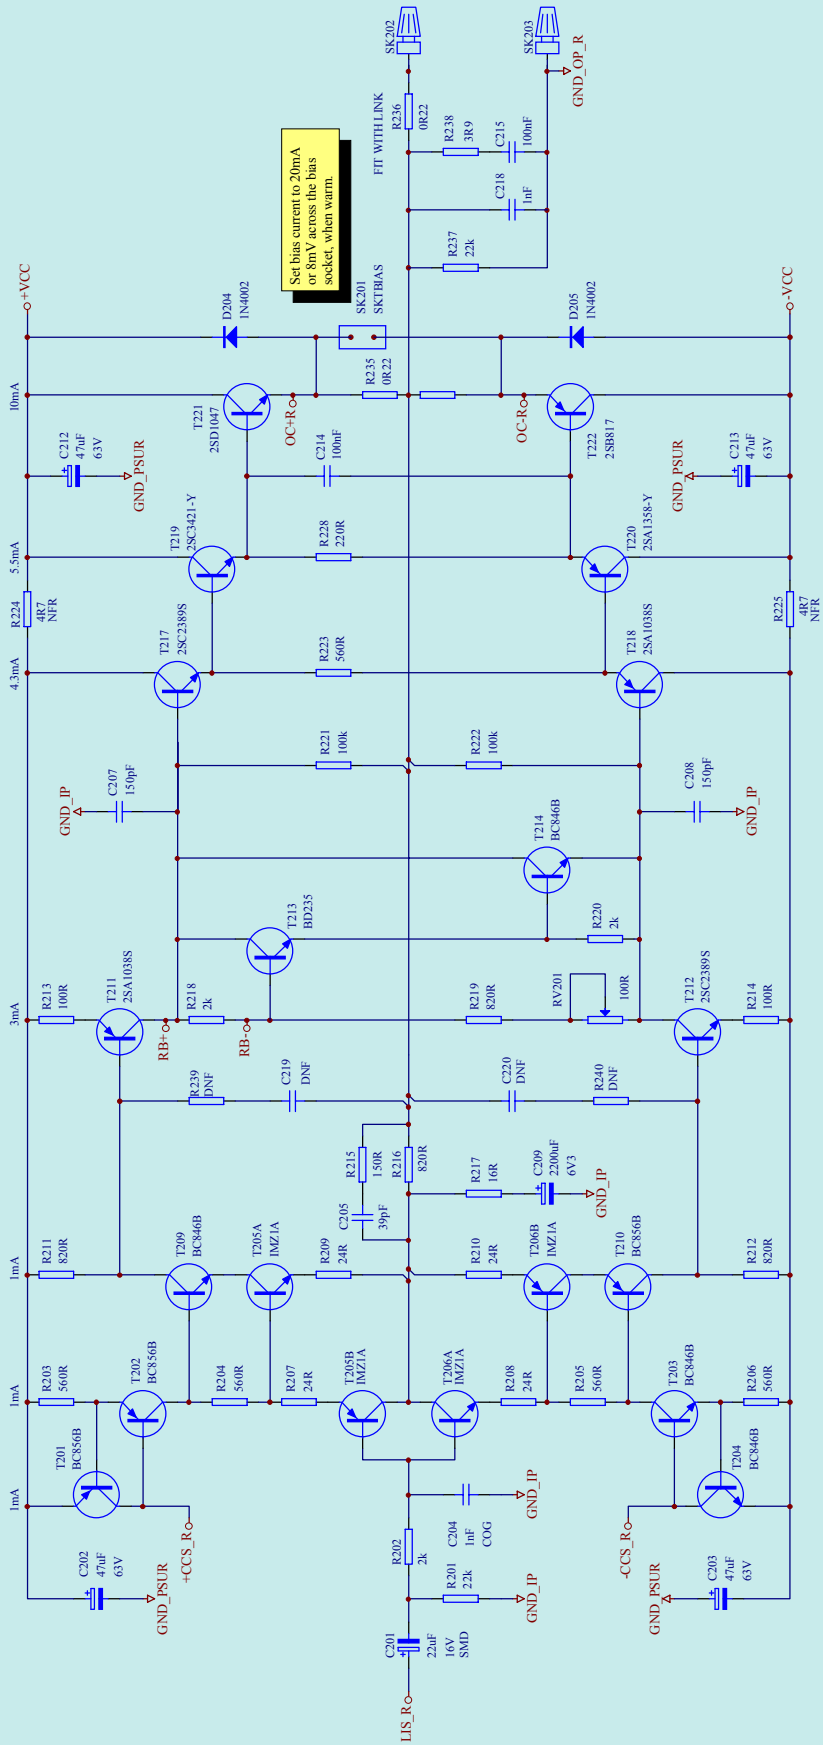 1mA
1mA
1mA
3mA
4.3mA
5.5mA
10mA
+VCC
C202
47uF
63V
GND_PSUR
T201
BC856B
+CCS_R
R203
560R
T202
BC856B
R204
560R
R207
24R
T205B
IMZ1A
R211
820R
T209
BC846B
T205A
IMZ1A
R209
24R
C205
39pF
R215
150R
R216
820R
R213
100R
T211
2SA1038S
RB+
R218
2k
RB-
R239
DNF
C219
DNF
T213
BD235
GND_IP
C207
150pF
R221
100k
R224
4R7
NFR
T217
2SC2389S
R223
560R
T219
2SC3421-Y
R228
220R
C212
47uF
63V
GND_PSUR
C214
100nF
T221
2SD1047
OC+R
R235
0R22
D204
1N4002
SK201
SKTBIAS
Set bias current to 20mA
or 8mV across the bias
socket, when warm.
FIT WITH LINK
R236
0R22
SK202
LIS_R
C201
22uF
16V
SMD
R202
2k
R201
22k
GND_IP
C204
1nF
COG
GND_IP
T206A
IMZ1A
R208
24R
R205
560R
T203
BC846B
R206
560R
-CCS_R
T204
BC846B
GND_PSUR
C203
47uF
63V
R210
24R
T206B
IMZ1A
T210
BC856B
R212
820R
R217
16R
C209
2200uF
6V3
GND_IP
C220
DNF
R240
DNF
R219
820R
RV201
100R
T212
2SC2389S
R214
100R
T214
BC846B
R220
2k
R222
100k
C208
150pF
GND_IP
T218
2SA1038S
R225
4R7
NFR
T220
2SA1358-Y
GND_PSUR
C213
47uF
63V
T222
2SB817
OC-R
D205
1N4002
-VCC
R237
22k
C218
1nF
R238
3R9
C215
100nF
GND_OP_R
SK203